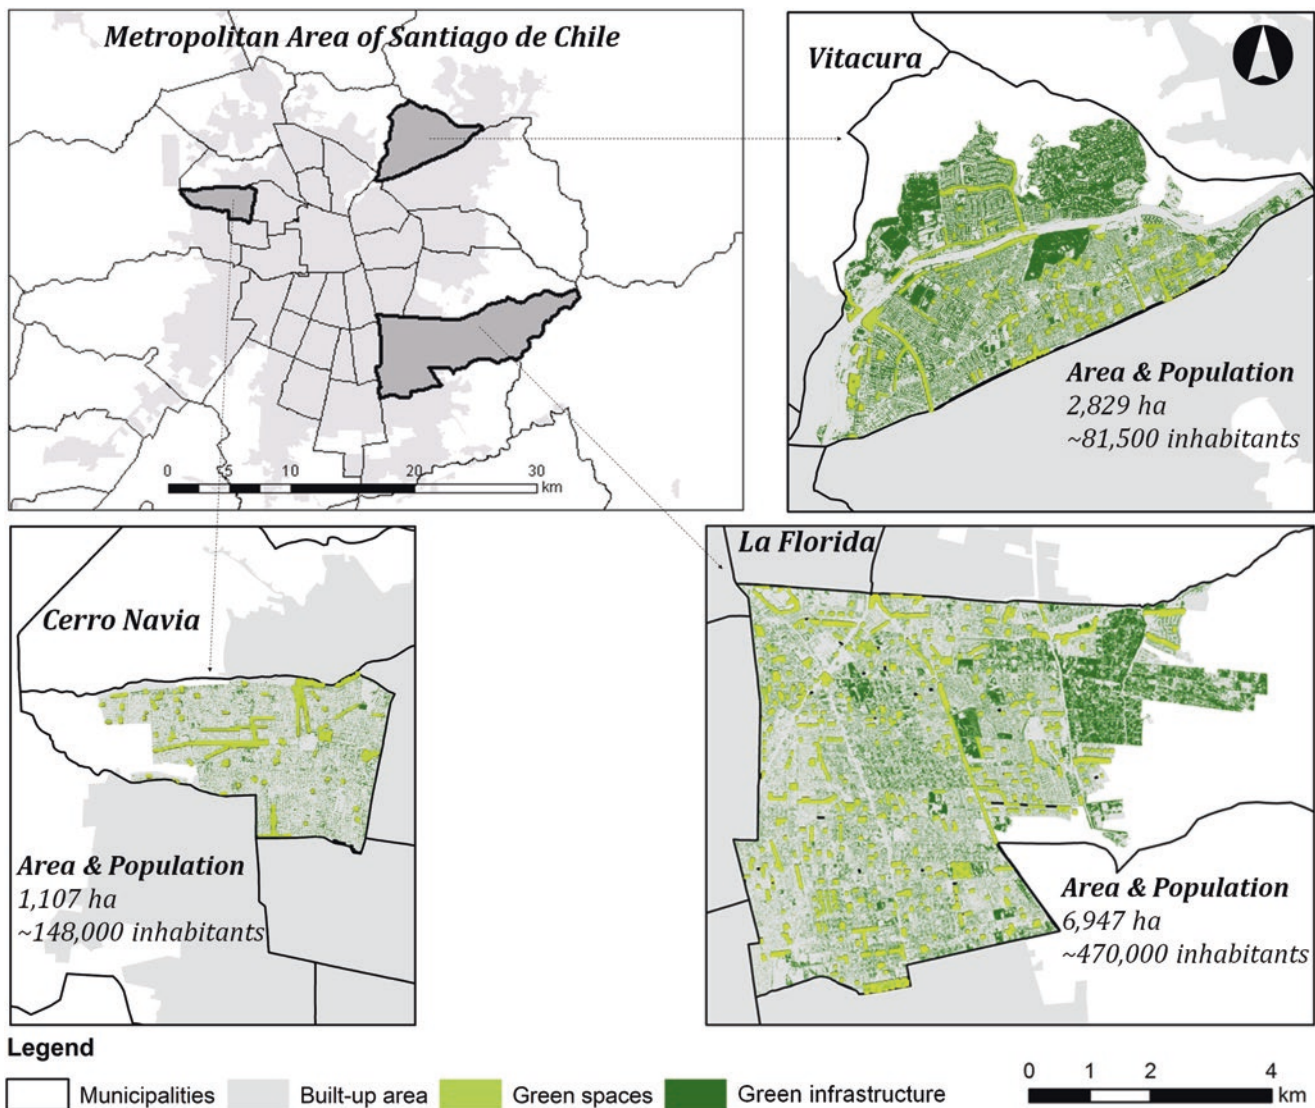 Metropolitan Area of Santiago de Chile
0 5 10 20 30
km
Vitacura
Area & Population
2,829 ha
~81,500 inhabitants
Cerro Navia
Area & Population
1,107 ha
~148,000 inhabitants
La Florida
Area & Population
6,947 ha
~470,000 inhabitants
Legend
Municipalities Built-up area Green spaces Green infrastructure
0 1 2 4
km